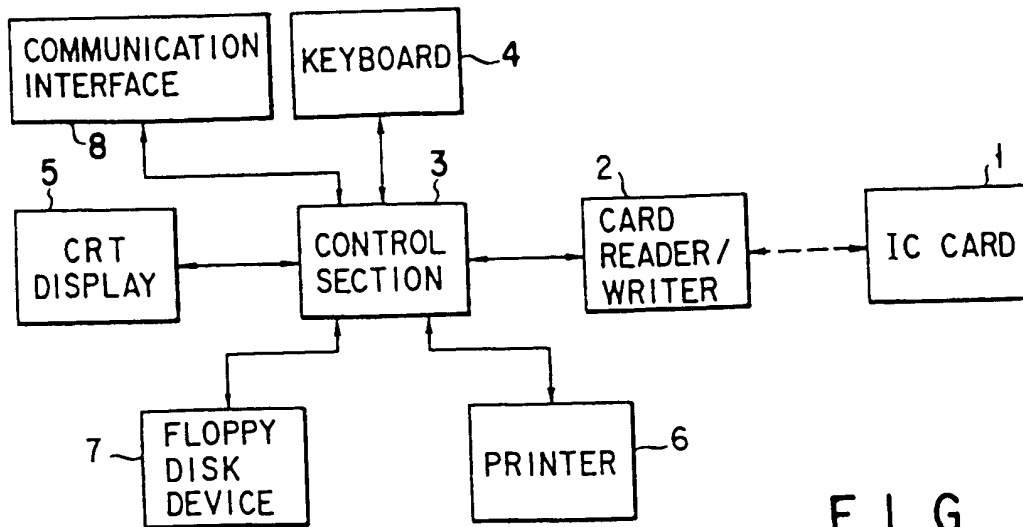 COMMUNICATION
INTERFACE
8
KEYBOARD
4
5
CRT
DISPLAY
3
CONTROL
SECTION
2
CARD
READER/
WRITER
1
IC CARD
7
FLOPPY
DISK
DEVICE
PRINTER
6
FIG